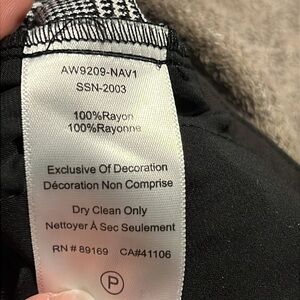 AW9209-NAV1
SSN-2003
100%Rayon
100%Rayonne
Exclusive Of Decoration
Décoration Non Comprise
Dry Clean Only
Nettoyer À Sec Seulement
RN # 89169 CA#41106
P